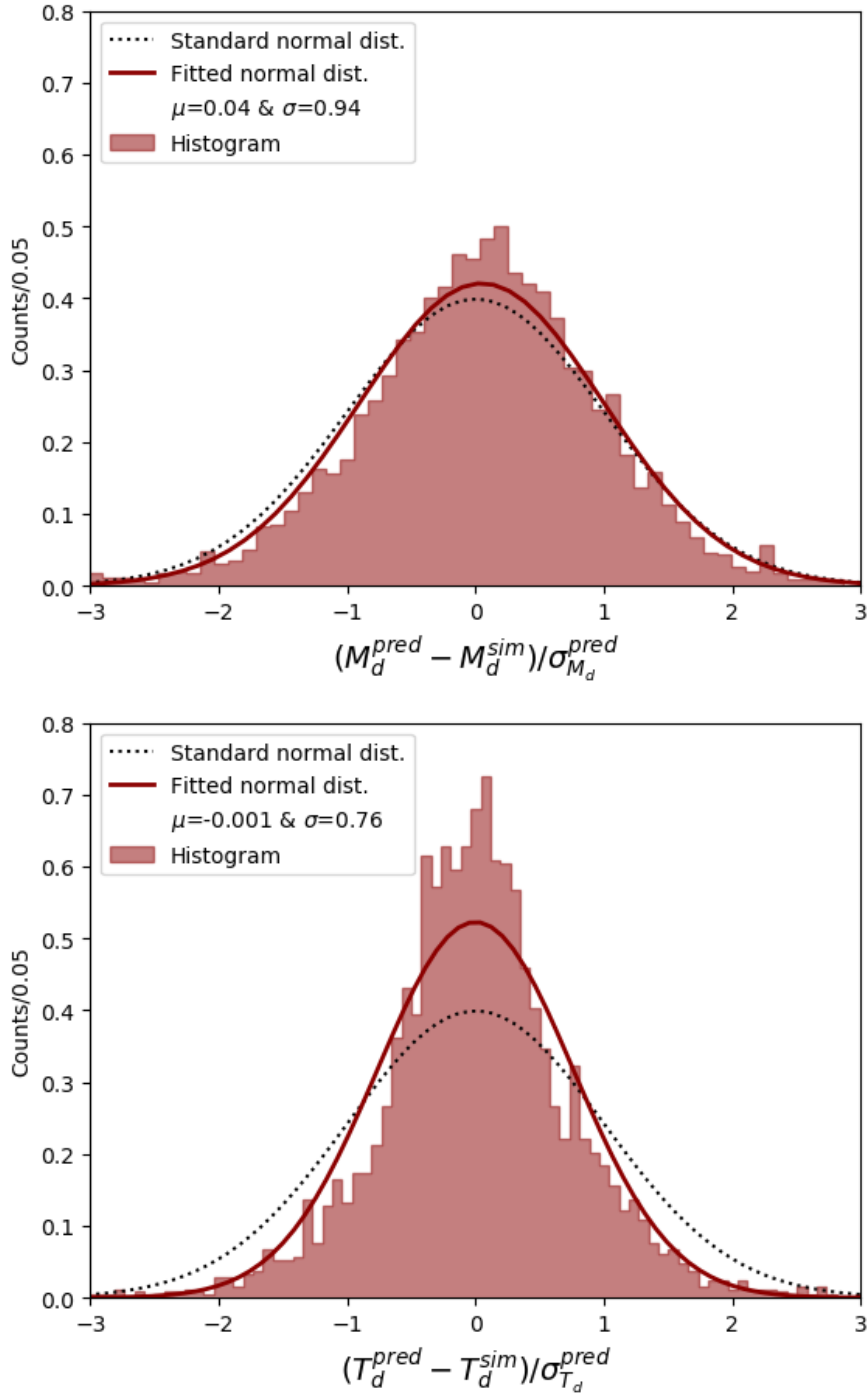 0.8
0.7
0.6
0.5
0.4
0.3
0.2
0.1
0.0
Counts/0.05
Standard normal dist.
Fitted normal dist.
μ=0.04 & σ=0.94
Histogram
−3 −2 −1 0 1 2 3
(M_d^{pred} − M_d^{sim})/σ_{M_d}^{pred}
0.8
0.7
0.6
0.5
0.4
0.3
0.2
0.1
0.0
Counts/0.05
Standard normal dist.
Fitted normal dist.
μ=-0.001 & σ=0.76
Histogram
−3 −2 −1 0 1 2 3
(T_d^{pred} − T_d^{sim})/σ_{T_d}^{pred}